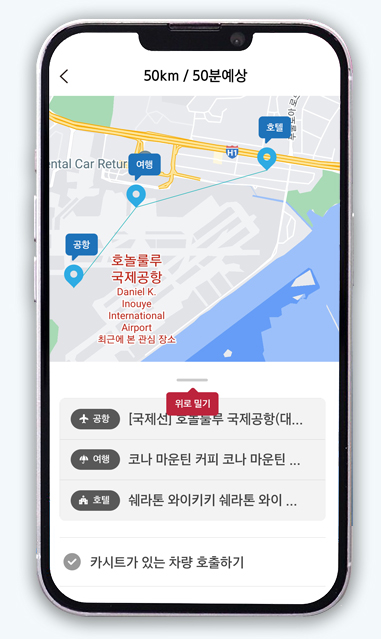 50km / 50분예상
호텔
ental Car Retur
여행
H1
공항
호놀룰루
국제공항
Daniel K.
Inouye
International
Airport
최근에 본 관심 장소
위로 밀기
공항 [국제선] 호놀룰루 국제공항(대...
여행 코나 마운틴 커피 코나 마운틴 ...
호텔 쉐라톤 와이키키 쉐라톤 와이 ...
카시트가 있는 차량 호출하기